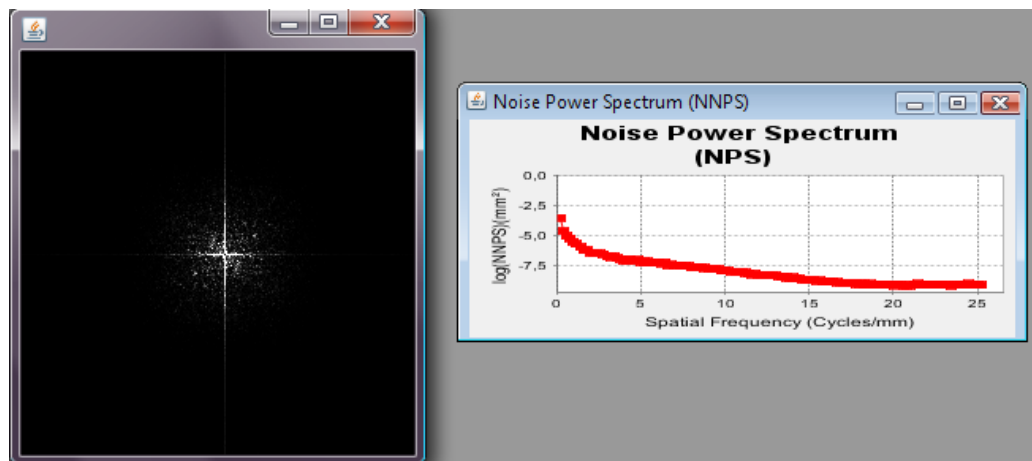 Noise Power Spectrum (NNPS)
Noise Power Spectrum
(NPS)
log(NNPS)(mm²)
0,0
-2,5
-5,0
-7,5
0 5 10 15 20 25
Spatial Frequency (Cycles/mm)